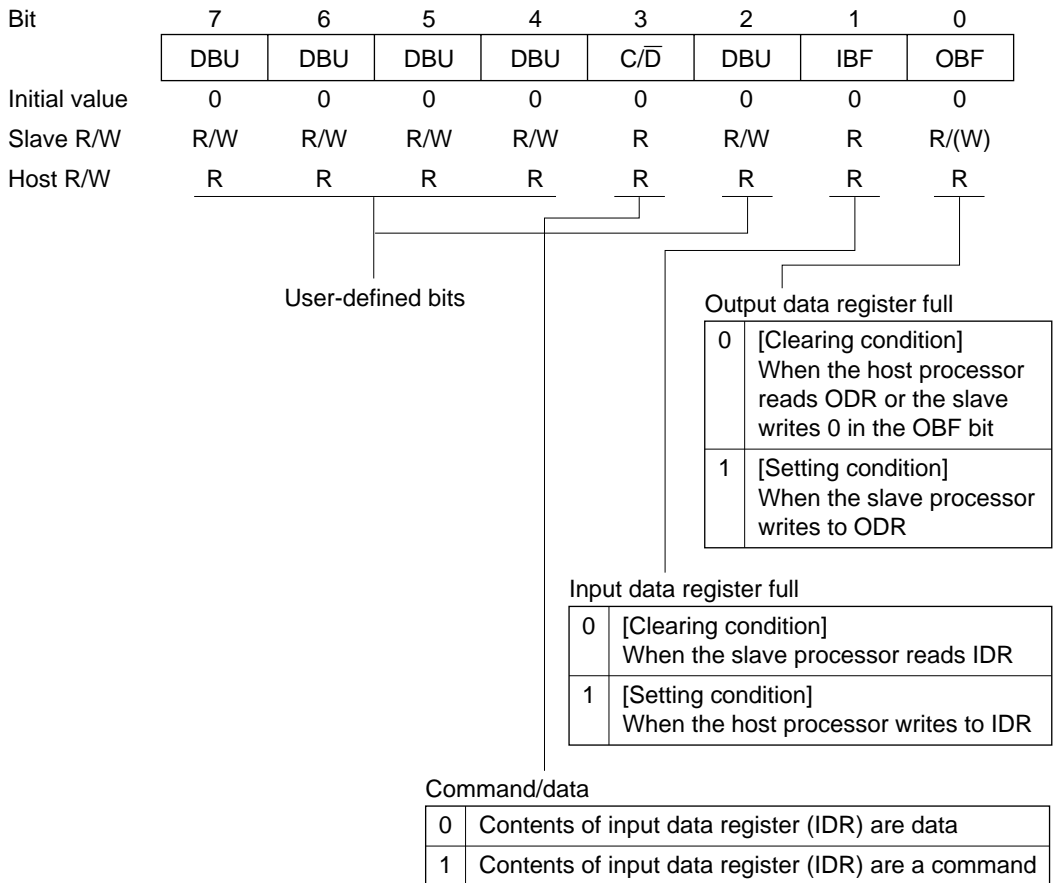 Bit 7 6 5 4 3 2 1 0
DBU DBU DBU DBU C/D̅ DBU IBF OBF
Initial value 0 0 0 0 0 0 0 0
Slave R/W R/W R/W R/W R/W R R/W R R/(W)
Host R/W R R R R R R R R
User-defined bits
Output data register full
0 [Clearing condition]
When the host processor
reads ODR or the slave
writes 0 in the OBF bit
1 [Setting condition]
When the slave processor
writes to ODR
Input data register full
0 [Clearing condition]
When the slave processor reads IDR
1 [Setting condition]
When the host processor writes to IDR
Command/data
0 Contents of input data register (IDR) are data
1 Contents of input data register (IDR) are a command